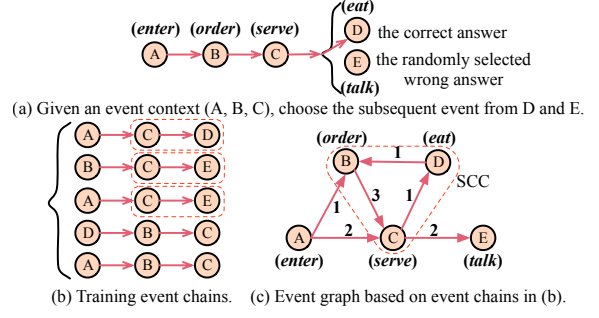 (enter) (order) (serve) (eat)
A B C D the correct answer
E the randomly selected
wrong answer
(talk)
(a) Given an event context (A, B, C), choose the subsequent event from D and E.
A C D
B C E
A C E
D B C
A B C
(b) Training event chains.
(order) (eat)
B 1 D
SCC
1 3 1
A 2 C 2 E
(enter) (serve) (talk)
(c) Event graph based on event chains in (b).